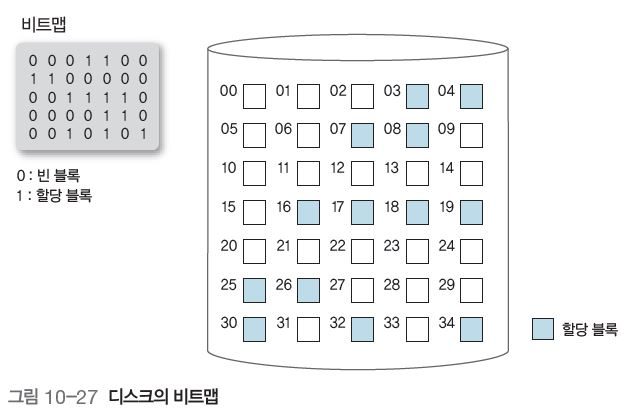 비트맵
0 0 0 1 1 0 0
1 1 0 0 0 0 0
0 0 1 1 1 1 0
0 0 0 0 1 1 0
0 0 1 0 1 0 1
0 : 빈 블록
1 : 할당 블록
00 01 02 03 04
05 06 07 08 09
10 11 12 13 14
15 16 17 18 19
20 21 22 23 24
25 26 27 28 29
30 31 32 33 34
할당 블록
그림 10-27 디스크의 비트맵